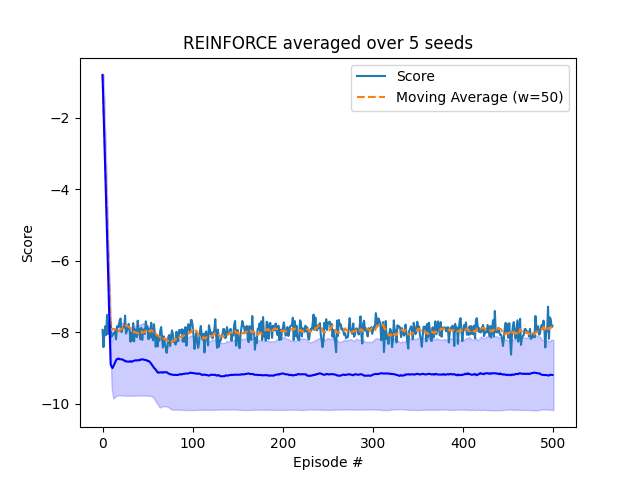 REINFORCE averaged over 5 seeds
Score
Moving Average (w=50)
Score
−2
−4
−6
−8
−10
0
100
200
300
400
500
Episode #